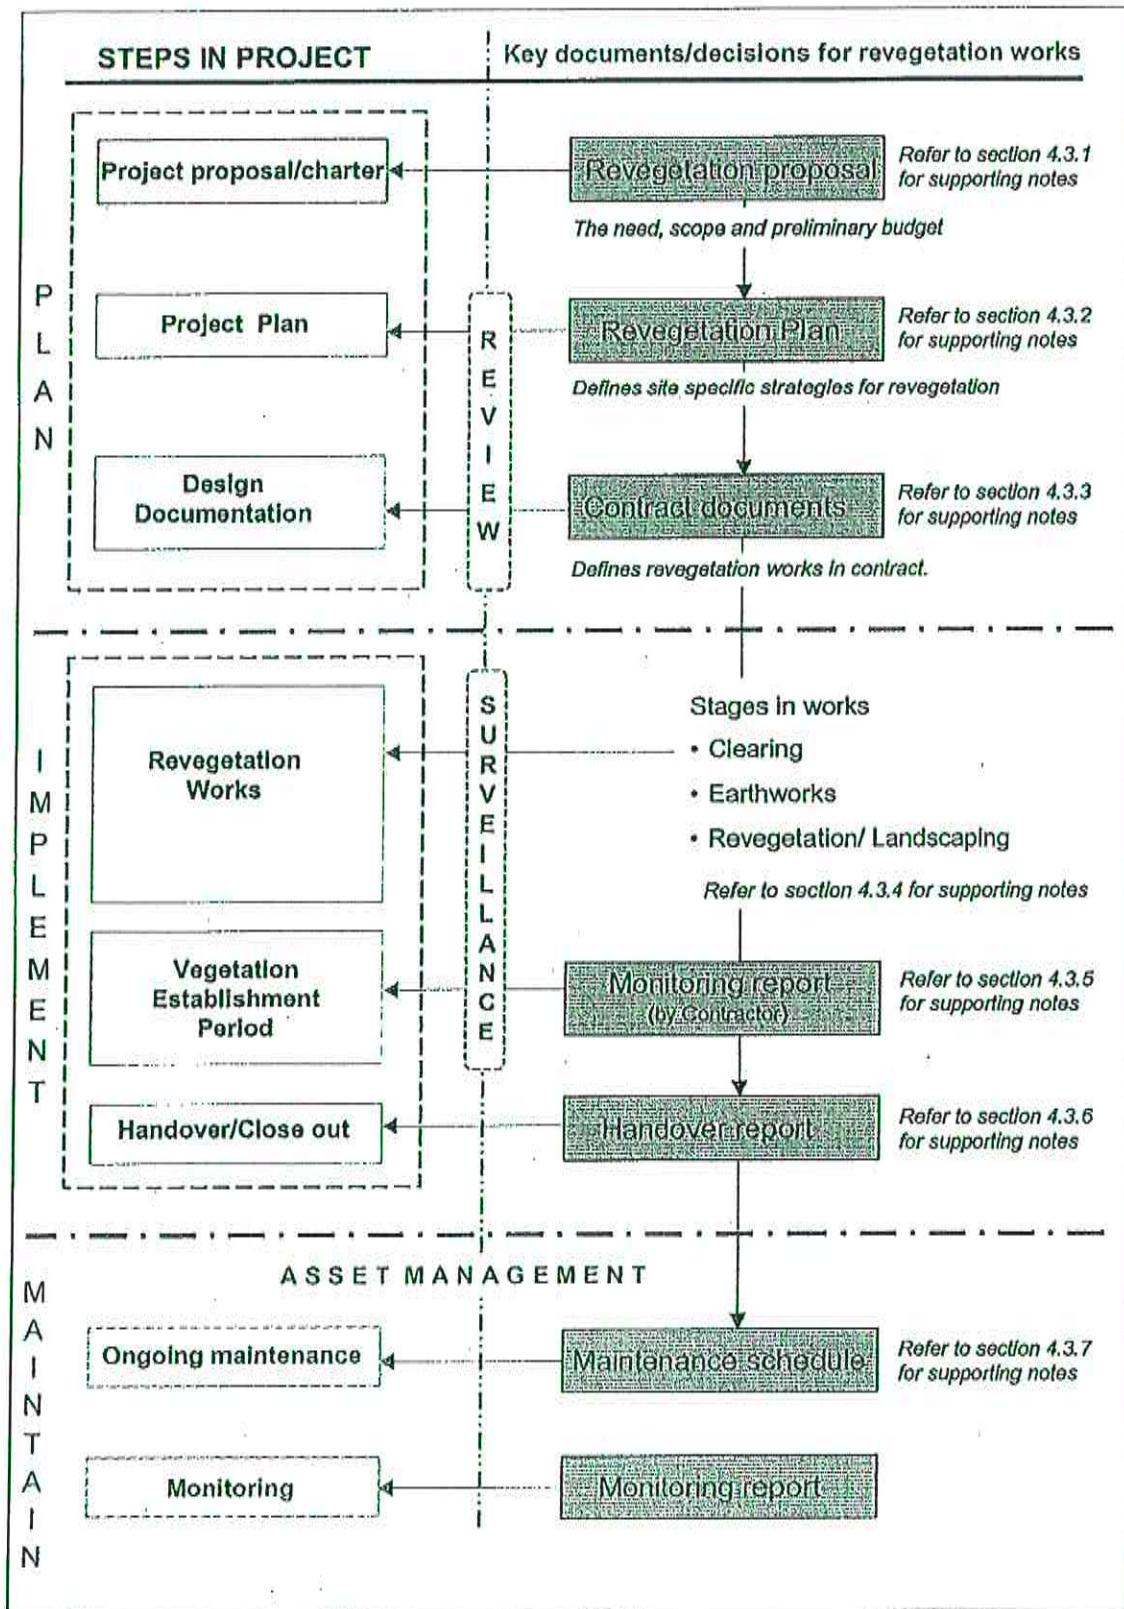 STEPS IN PROJECT
Key documents/decisions for revegetation works
PLAN
Project proposal/charter
Revegetation proposal
Refer to section 4.3.1
for supporting notes
The need, scope and preliminary budget
REVIEW
Project Plan
Revegetation Plan
Refer to section 4.3.2
for supporting notes
Defines site specific strategies for revegetation
Design
Documentation
Contract documents
Refer to section 4.3.3
for supporting notes
Defines revegetation works in contract.
IMPLEMENT
SURVEILLANCE
Revegetation
Works
Stages in works
• Clearing
• Earthworks
• Revegetation/ Landscaping
Refer to section 4.3.4 for supporting notes
Vegetation
Establishment
Period
Monitoring report
(by Contractor)
Refer to section 4.3.5
for supporting notes
Handover/Close out
Handover report
Refer to section 4.3.6
for supporting notes
MAINTAIN
ASSET MANAGEMENT
Ongoing maintenance
Maintenance schedule
Refer to section 4.3.7
for supporting notes
Monitoring
Monitoring report